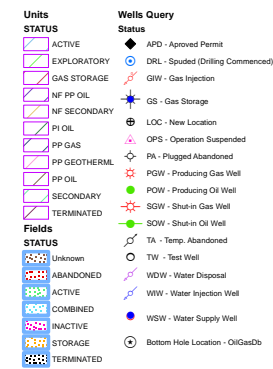 Units
STATUS
ACTIVE
EXPLORATORY
GAS STORAGE
NF PP OIL
NF SECONDARY
PI OIL
PP GAS
PP GEOTHERML
PP OIL
SECONDARY
TERMINATED
Fields
STATUS
Unknown
ABANDONED
ACTIVE
COMBINED
INACTIVE
STORAGE
TERMINATED
Wells Query
Status
APD - Aproved Permit
DRL - Spuded (Drilling Commenced)
GIW - Gas Injection
GS - Gas Storage
LOC - New Location
OPS - Operation Suspended
PA - Plugged Abandoned
PGW - Producing Gas Well
POW - Producing Oil Well
SGW - Shut-in Gas Well
SOW - Shut-in Oil Well
TA - Temp. Abandoned
TW - Test Well
WDW - Water Disposal
WIW - Water Injection Well
WSW - Water Supply Well
Bottom Hole Location - OilGasDb